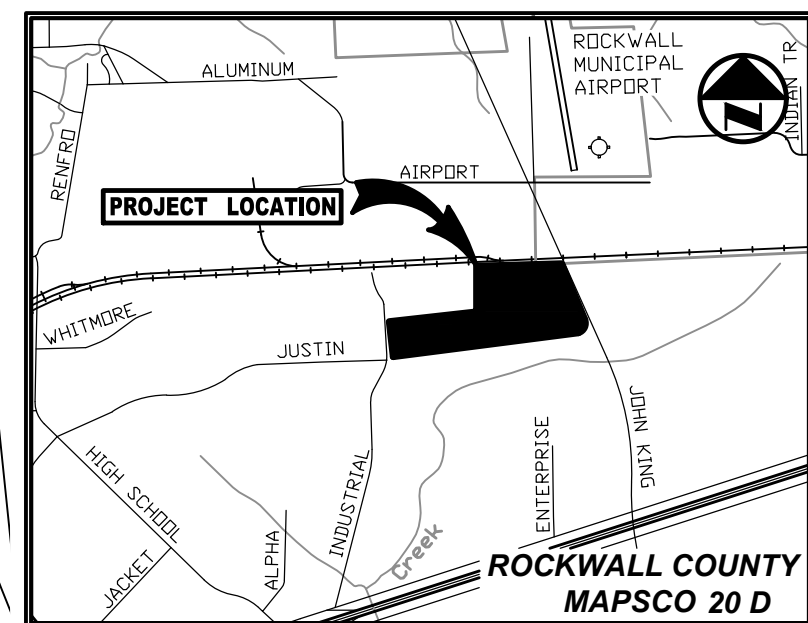 ROCKWALL
MUNICIPAL
AIRPORT
INDIAN TR
ALUMINUM
RENFRO
AIRPORT
PROJECT LOCATION
WHITMORE
JUSTIN
JOHN KING
HIGH SCHOOL
INDUSTRIAL
ENTERPRISE
ALPHA
JACKET
Creek
ROCKWALL COUNTY
MAPSCO 20 D
N